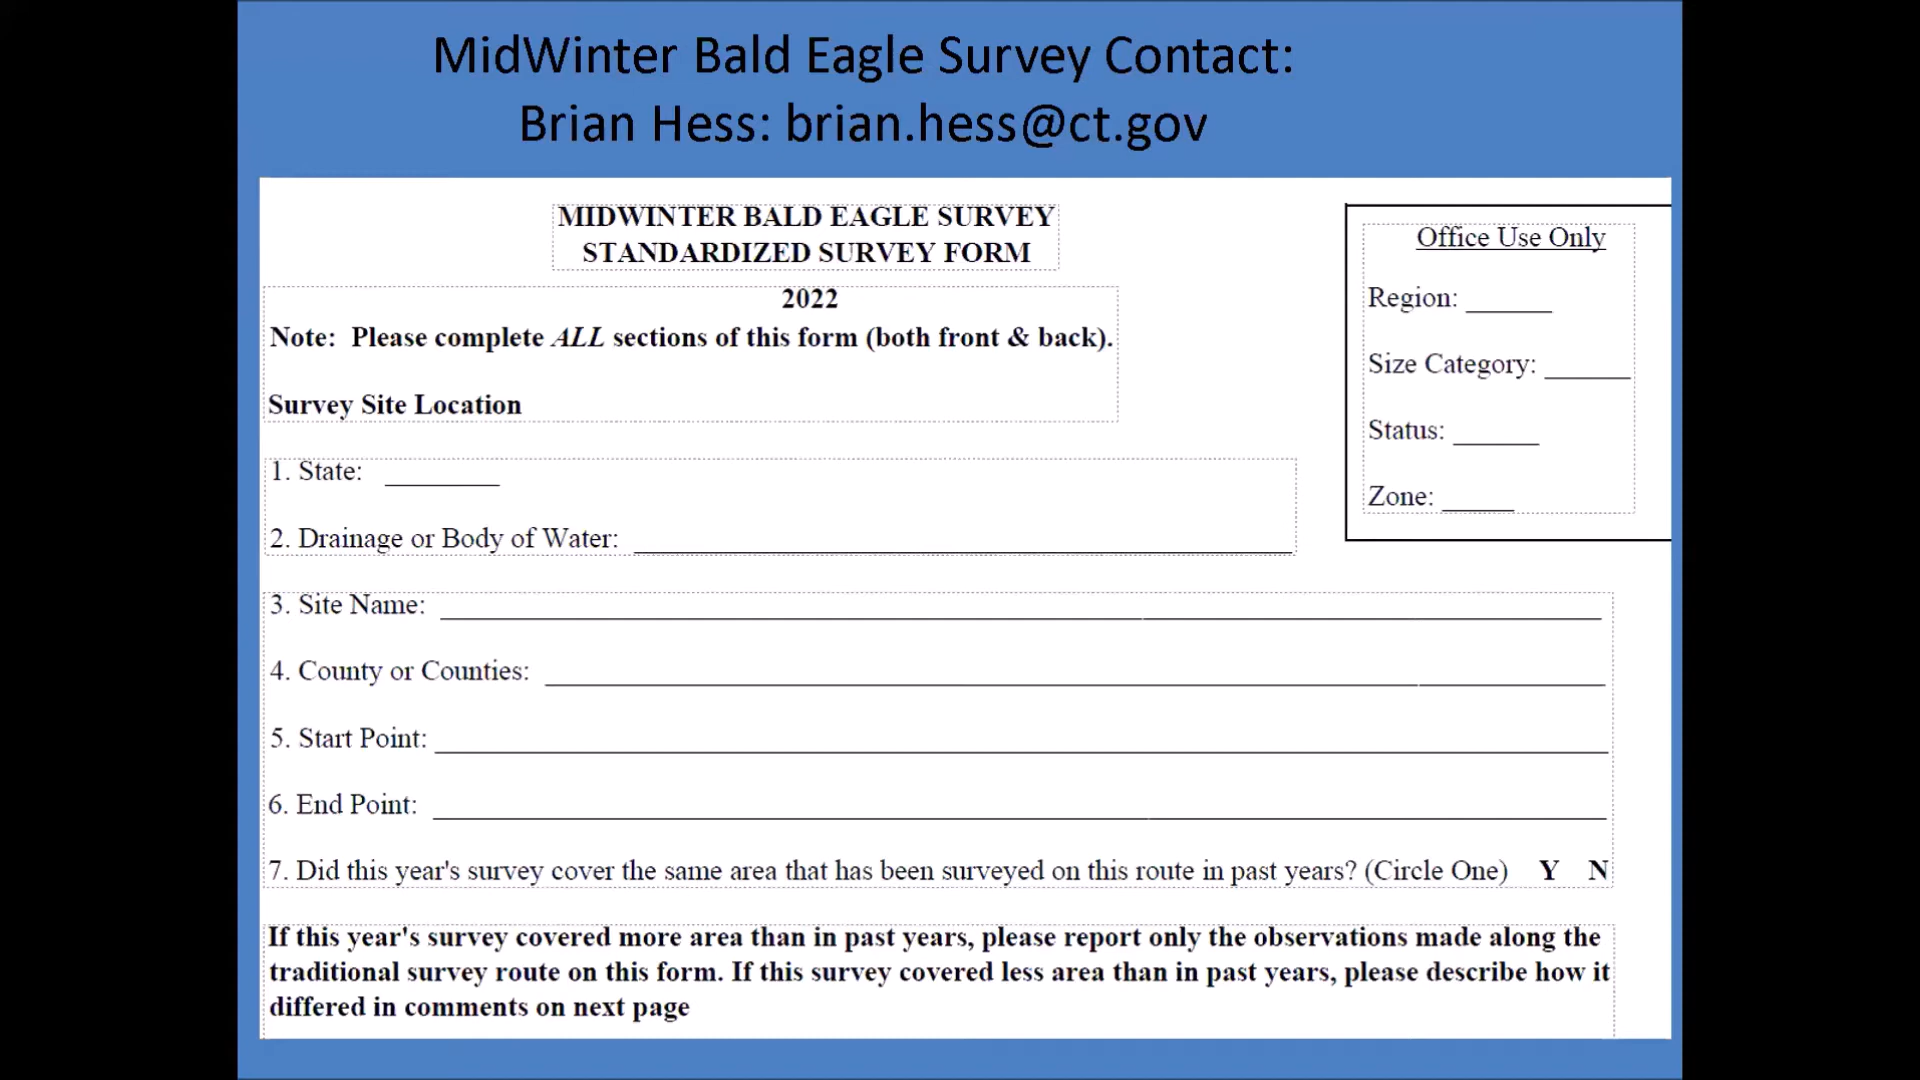 MidWinter Bald Eagle Survey Contact:
Brian Hess: brian.hess@ct.gov
MIDWINTER BALD EAGLE SURVEY
STANDARDIZED SURVEY FORM
2022
Note: Please complete ALL sections of this form (both front & back).
Survey Site Location
Office Use Only
Region: ______
Size Category: ______
Status: ______
Zone: _____
1. State: ________
2. Drainage or Body of Water: ______________________________________________
3. Site Name: ______________________________________________
4. County or Counties: ______________________________________________
5. Start Point: ______________________________________________
6. End Point: ______________________________________________
7. Did this year's survey cover the same area that has been surveyed on this route in past years? (Circle One) Y N
If this year's survey covered more area than in past years, please report only the observations made along the
traditional survey route on this form. If this survey covered less area than in past years, please describe how it
differed in comments on next page